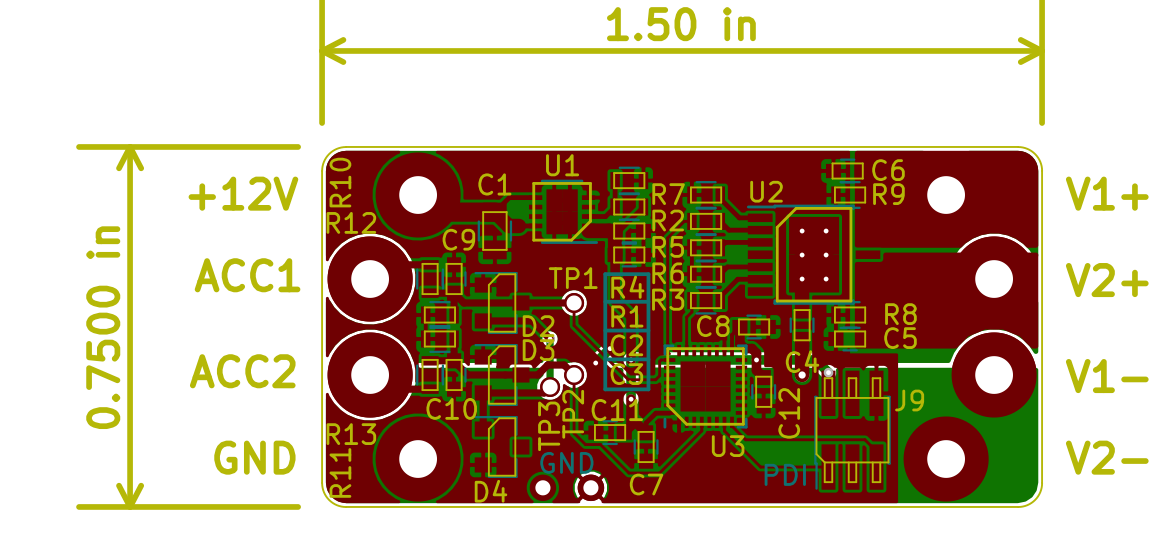 1.50 in
0.7500 in
+12V
ACC1
ACC2
GND
R10
R12
C1
U1
C9
TP1
R7
R2
R5
R6
R3
U2
C6
R9
V1+
V2+
V1-
V2-
R4
R1
C2
C3
D2
D3
C8
C4
R8
C5
C10
R13
R11
TP3
TP2
C11
C12
J9
U3
D4
GND
C7
PDI